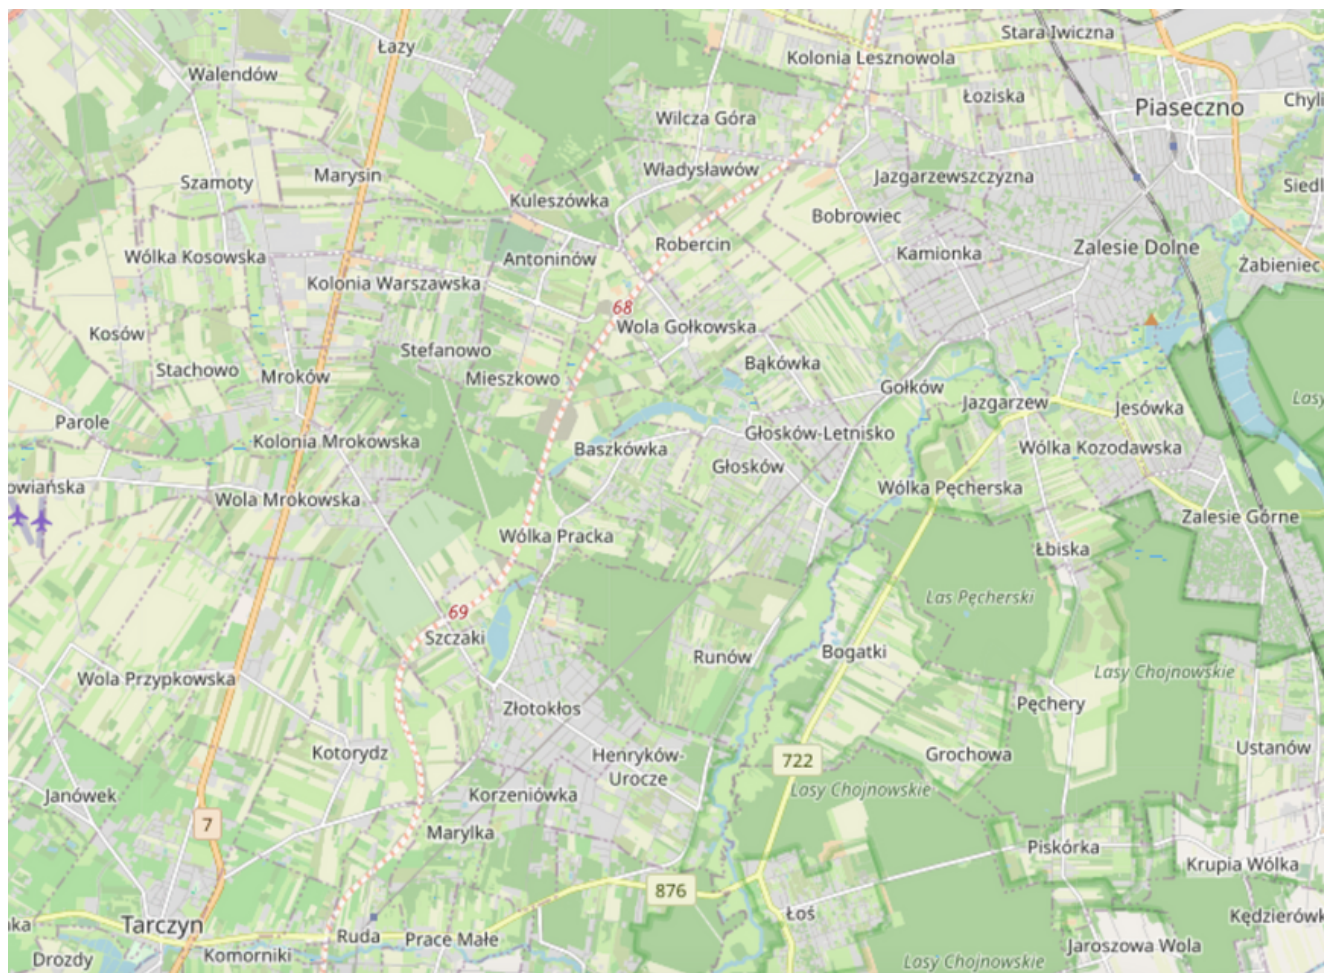 Stara Iwiczna
Łazy
Kolonia Lesznowola
Walendów
Łoziska
Chyli
Piaseczno
Wilcza Góra
Władysławów
Marysin
Jazgarzewszczyzna
Szamoty
Siedl
Kuleszówka
Bobrowiec
Robercin
Zalesie Dolne
Kamionka
Wólka Kosowska
Antoninów
Żabieniec
Kolonia Warszawska
68
Wola Gołkowska
Kosów
Stefanowo
Bąkówka
Stachowo
Mroków
Mieszkowo
Gołków
Lasy
Jazgarzew
Jesówka
Parole
Głosków-Letnisko
Kolonia Mrokowska
Baszkówka
Wólka Kozodawska
Głosków
owiańska
Wólka Pęcherska
Wola Mrokowska
Zalesie Górne
Wólka Pracka
Łbiska
Las Pęcherski
69
Szczaki
Bogatki
Runów
Lasy Chojnowskie
Wola Przypkowska
Pęchery
Złotokłos
Ustanów
Kotorydz
Henryków-
Urocze
Grochowa
722
Lasy Chojnowskie
Janówek
Korzeniówka
7
Marylka
Piskórka
Krupia Wólka
876
Łoś
Kędzierówk
nka
Tarczyn
Ruda
Prace Małe
Jaroszowa Wola
Komorniki
Drozdy
Lasy Chojnowskie